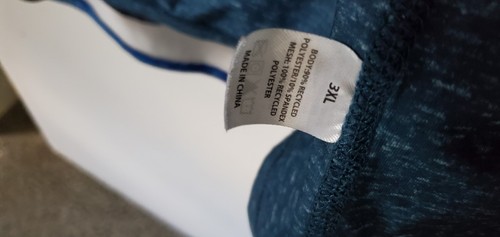 3XL
BODY:90% RECYCLED
POLYESTER/10% SPANDEX
MESH: 100% RECYCLED
POLYESTER
MADE IN CHINA